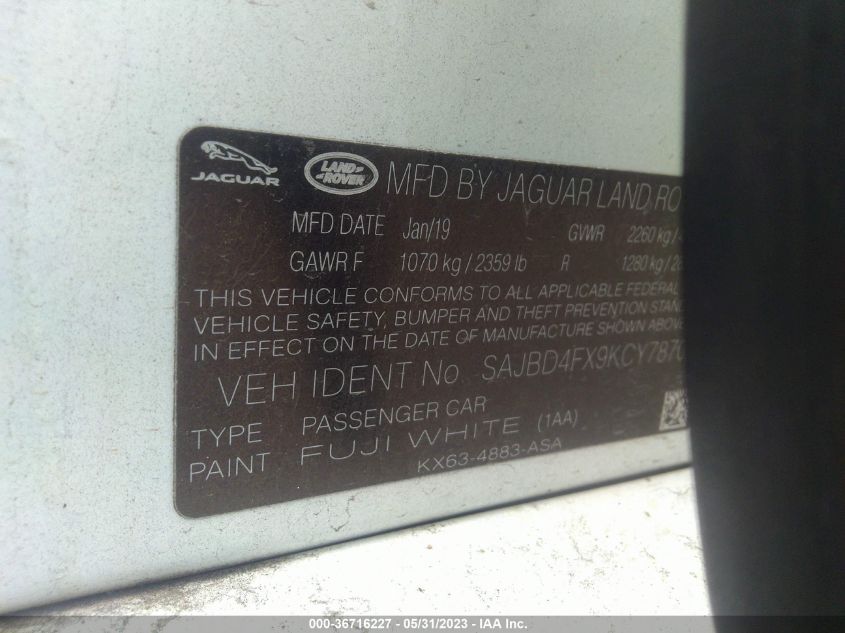 JAGUAR
LAND
ROVER
MFD BY JAGUAR LAND RO
MFD DATE Jan/19 GVWR 2260 kg /
GAWR F 1070 kg / 2359 lb R 1280 kg / 28
THIS VEHICLE CONFORMS TO ALL APPLICABLE FEDERAL
VEHICLE SAFETY, BUMPER AND THEFT PREVENTION STAN
IN EFFECT ON THE DATE OF MANUFACTURE SHOWN ABOVE
VEH IDENT No SAJBD4FX9KCY787
TYPE PASSENGER CAR
PAINT FUJI WHITE (1AA)
KX63-4883-ASA
000-36716227 - 05/31/2023 - IAA Inc.